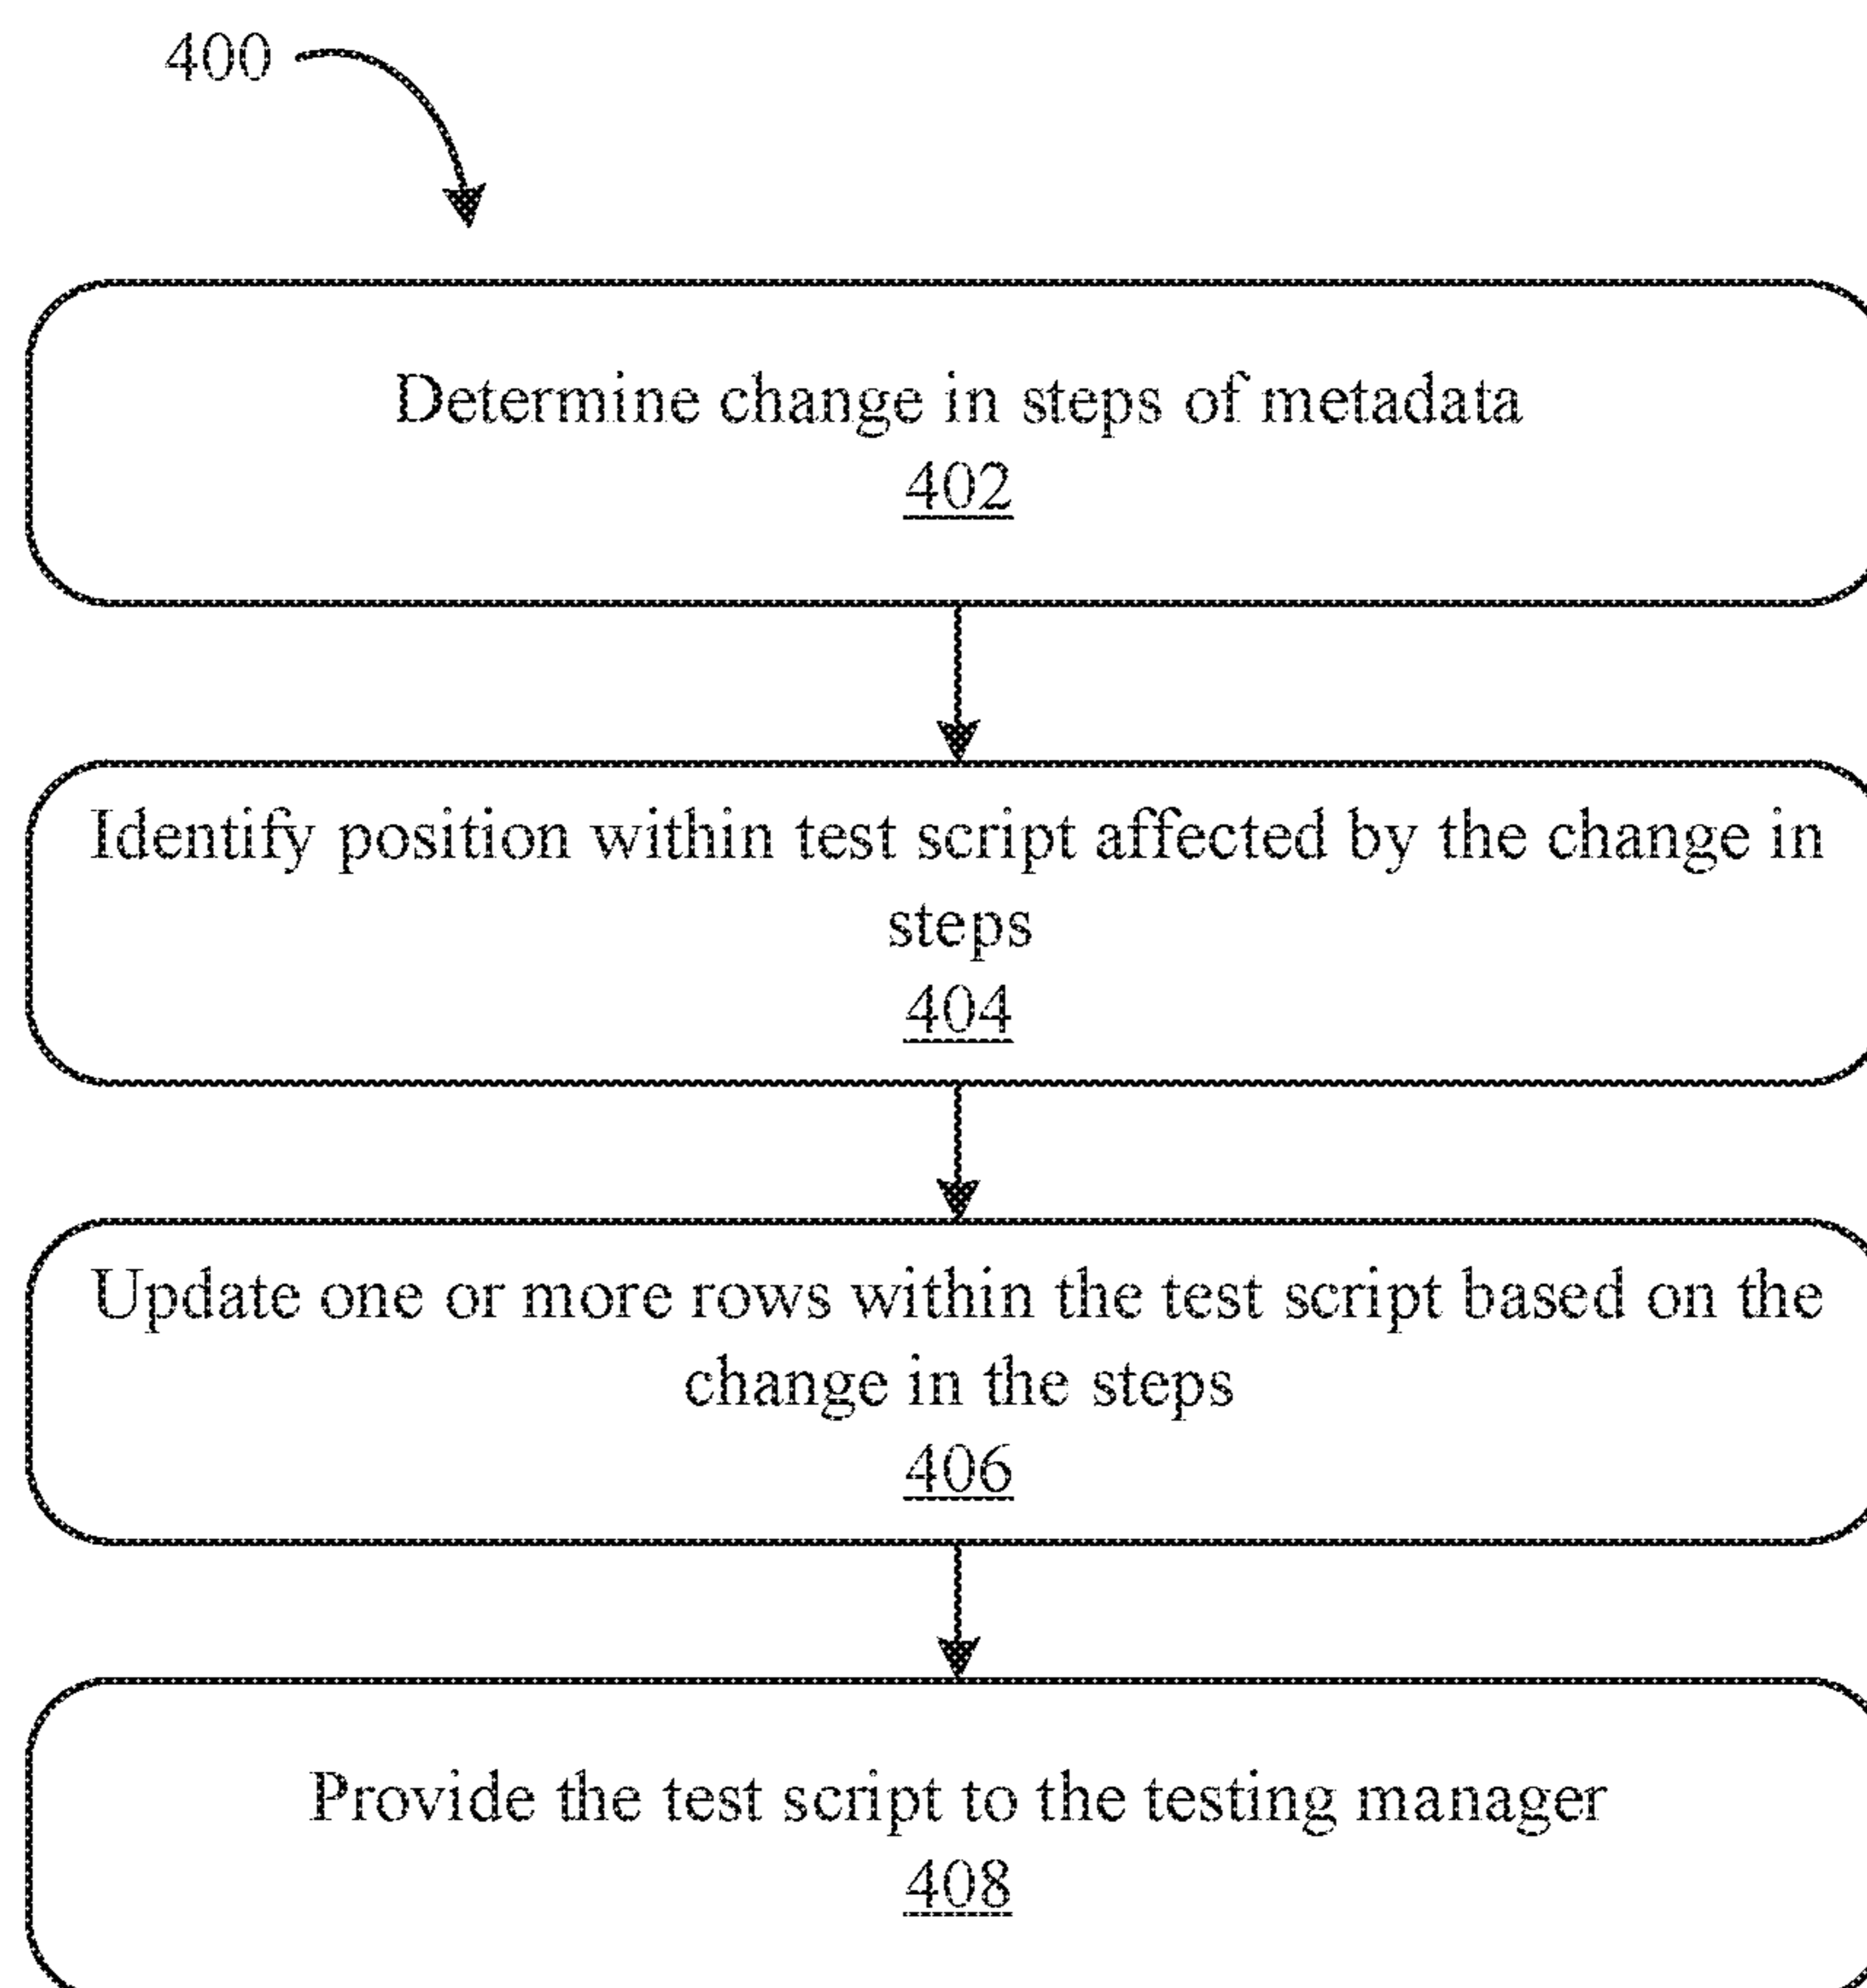 400
Determine change in steps of metadata
402
Identify position within test script affected by the change in
steps
404
Update one or more rows within the test script based on the
change in the steps
406
Provide the test script to the testing manager
408